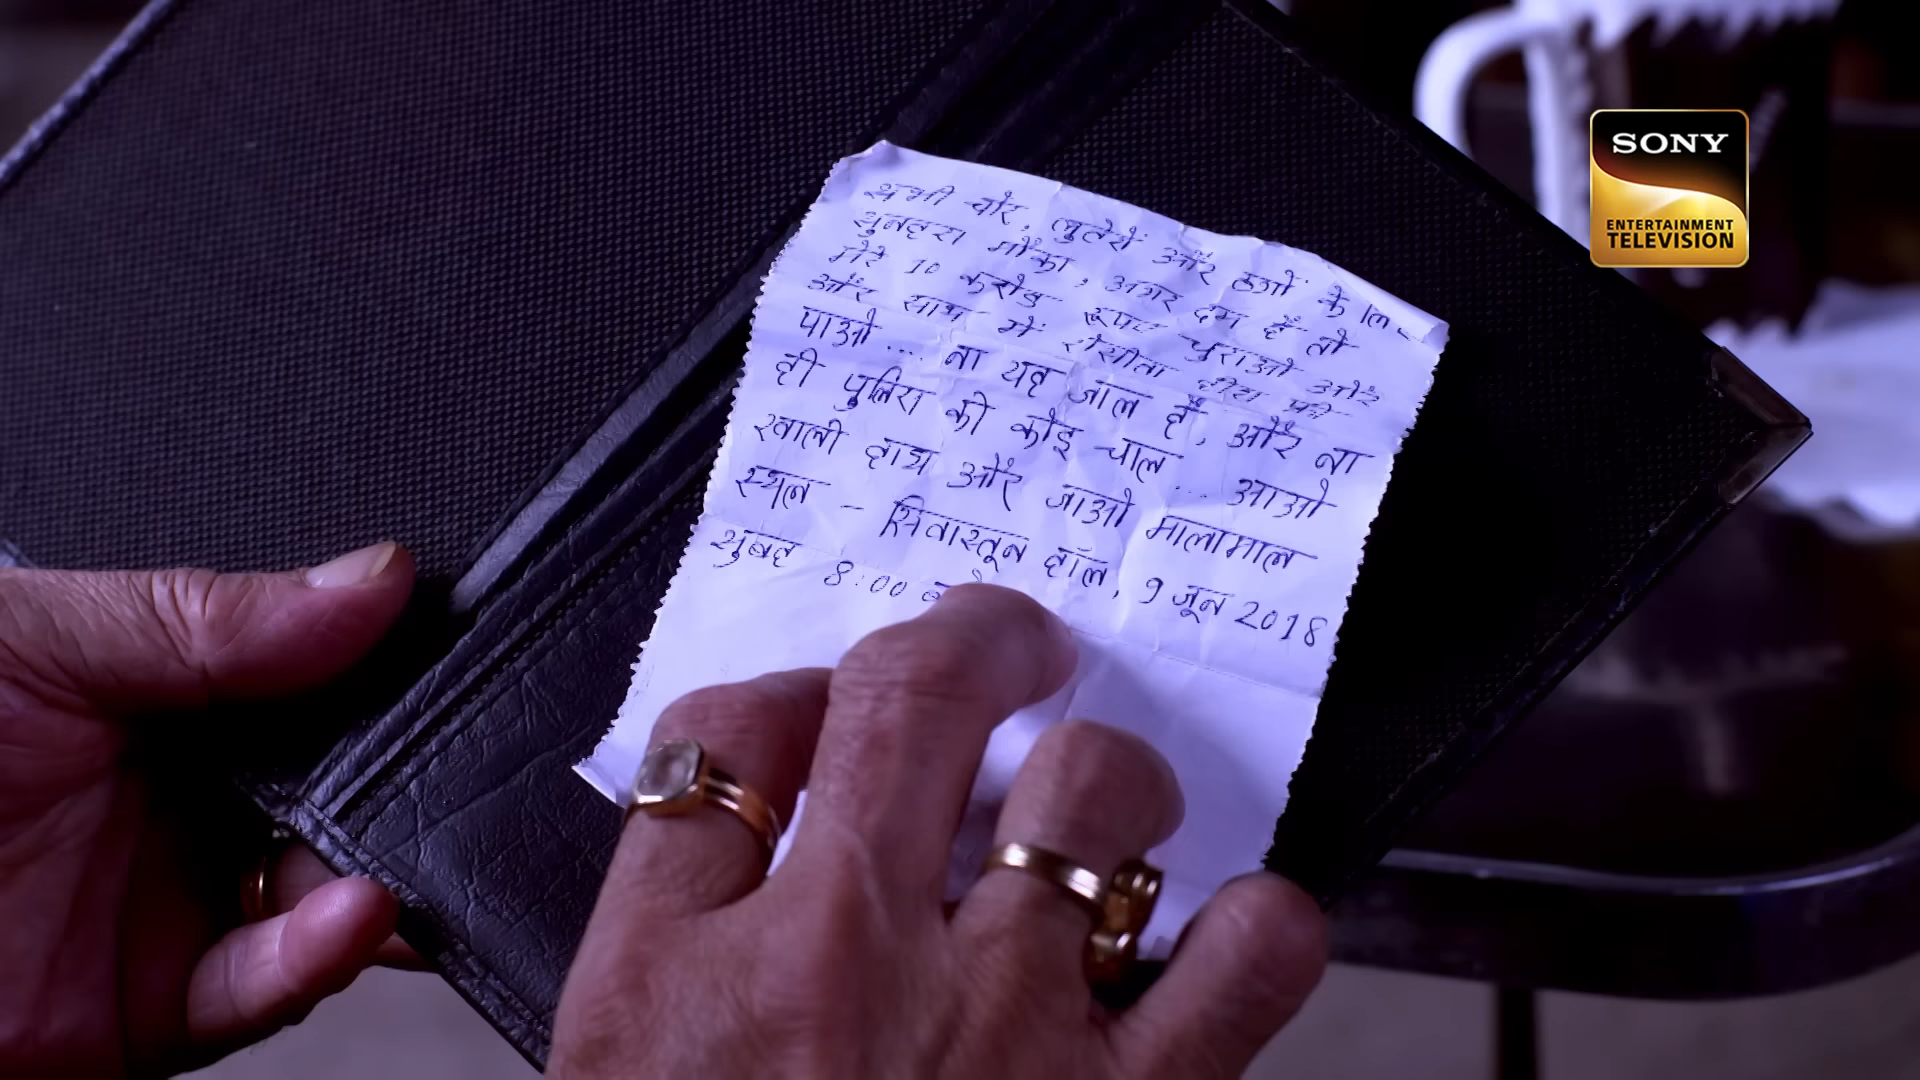 सभी चोर, लुटेरों और ठगों के लिए
सुनहरा मौका, अगर दम है तो
मेरे 10 करोड़ रूपए चुराओ और
और साथ में
पाओ .... ना यह जाल है, और ना
ही पुलिस की कोइ चाल ... आओ
खाली हाथ और जाओ मालामाल
स्थल - सिवास्तून हॉल, 9 जून 2018
सुबह 8:00
SONY
ENTERTAINMENT
TELEVISION